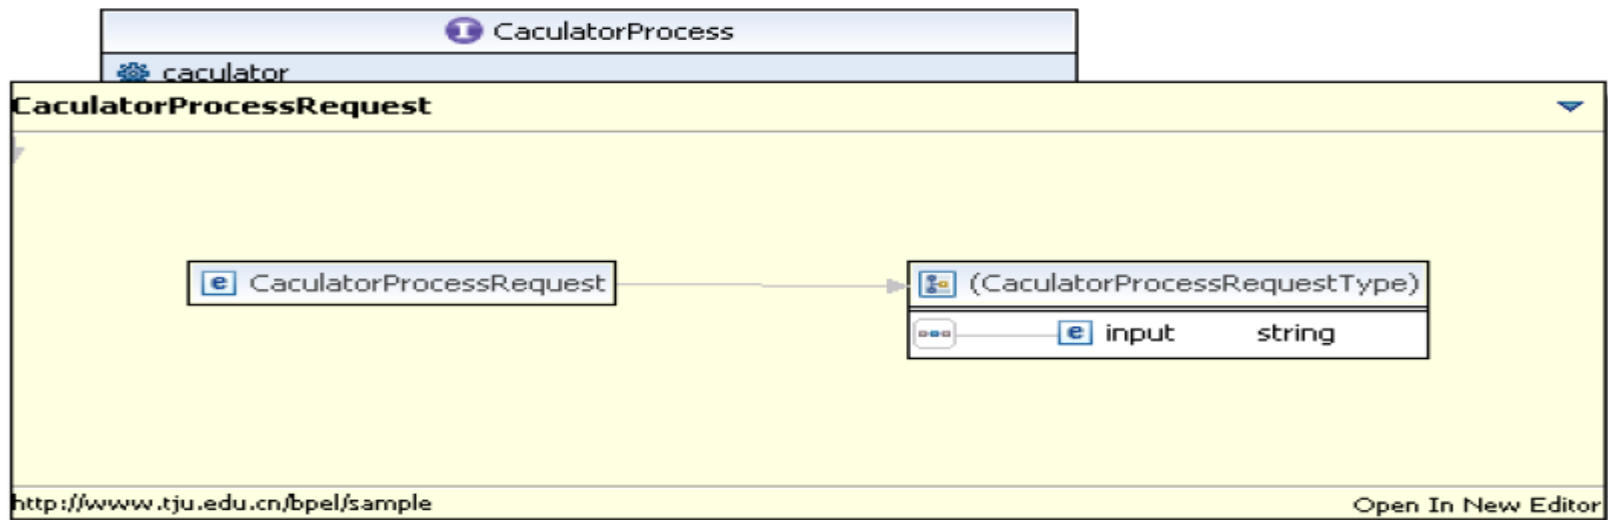 CaculatorProcess
caculator
CaculatorProcessRequest
CaculatorProcessRequest
(CaculatorProcessRequestType)
input string
http://www.tju.edu.cn/bpel/sample
Open In New Editor